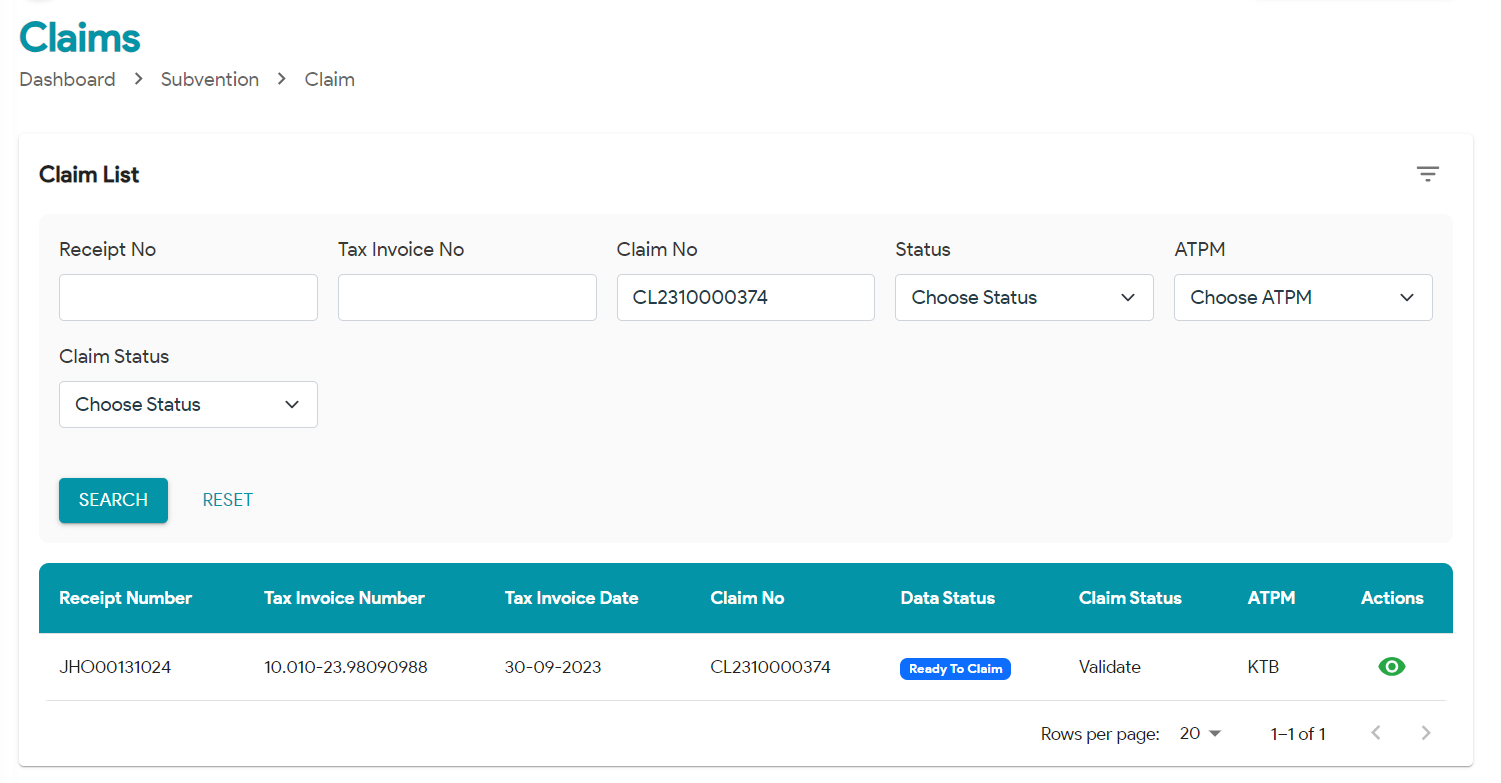 Claims
Dashboard > Subvention > Claim
Claim List
Receipt No Tax Invoice No Claim No Status ATPM
CL2310000374 Choose Status Choose ATPM
Claim Status
Choose Status
SEARCH RESET
Receipt Number Tax Invoice Number Tax Invoice Date Claim No Data Status Claim Status ATPM Actions
JHO00131024 10.010-23.98090988 30-09-2023 CL2310000374 Ready To Claim Validate KTB
Rows per page: 20 1–1 of 1